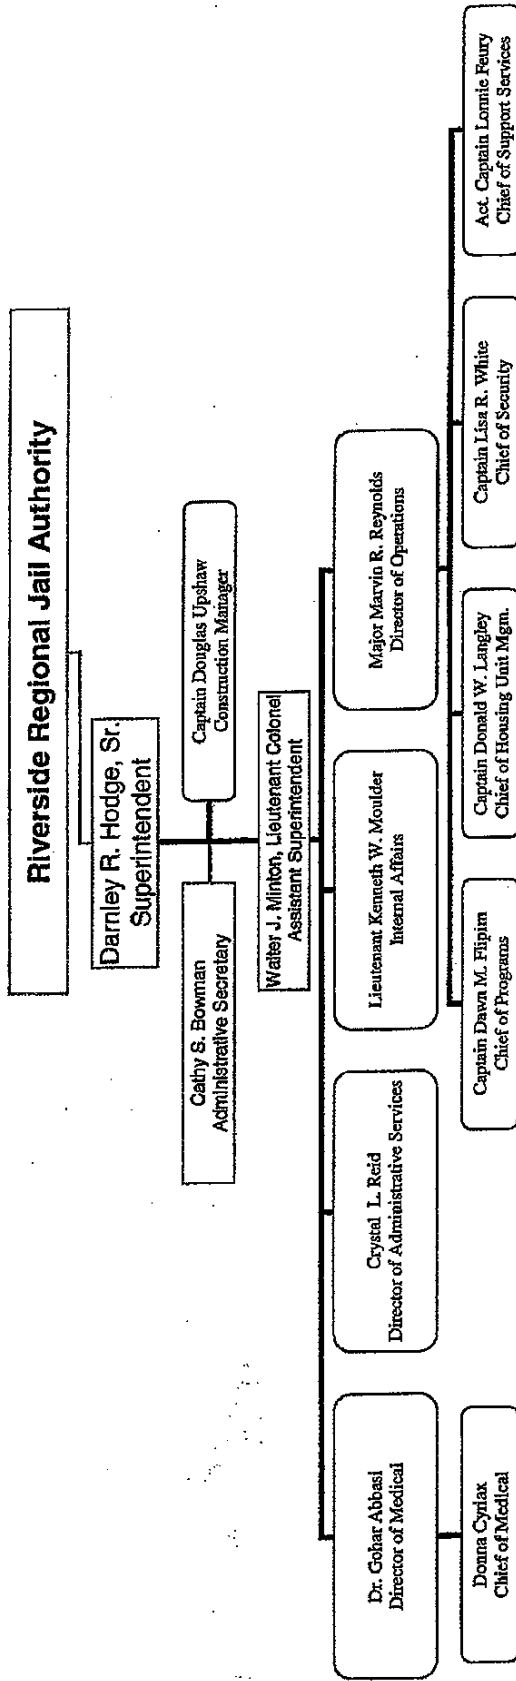 Riverside Regional Jail Authority
Darnley R. Hodge, Sr.
Superintendent
Cathy S. Bowman
Administrative Secretary
Captain Douglas Upshaw
Construction Manager
Walter J. Minton, Lieutenant Colonel
Assistant Superintendent
Dr. Gohar Abbasi
Director of Medical
Crystal L. Reid
Director of Administrative Services
Lieutenant Kenneth W. Moulder
Internal Affairs
Major Marvin R. Reynolds
Director of Operations
Donna Cyriax
Chief of Medical
Captain Dawn M. Flipim
Chief of Programs
Captain Donald W. Langley
Chief of Housing Unit Mgm.
Captain Lisa R. White
Chief of Security
Act. Captain Lonnie Feury
Chief of Support Services